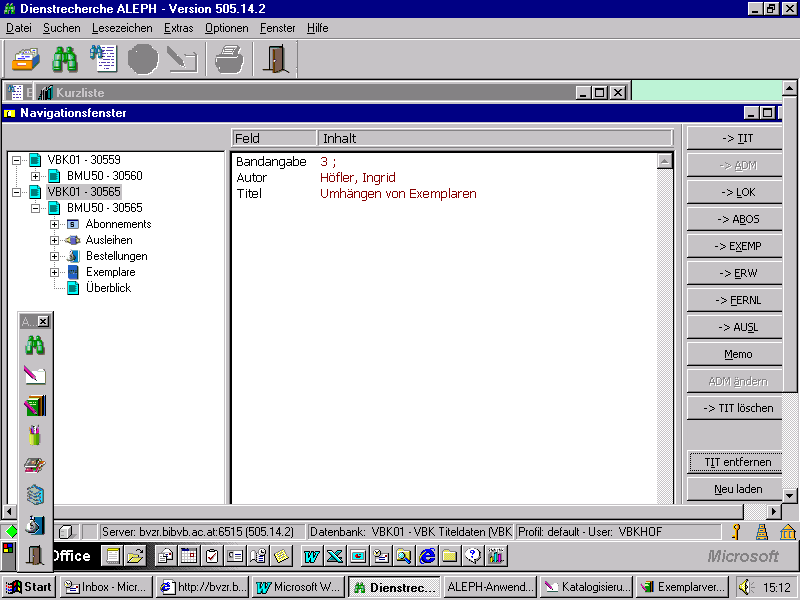 Dienstrecherche ALEPH - Version 505.14.2
Datei Suchen Lesezeichen Extras Optionen Fenster Hilfe
Kurzliste
Navigationsfenster
Feld Inhalt
VBK01 - 30559
BMU50 - 30560
VBK01 - 30565
BMU50 - 30565
Abonnements
Ausleihen
Bestellungen
Exemplare
Überblick
Bandangabe 3 ;
Autor Höfler, Ingrid
Titel Umhängen von Exemplaren
-> TIT
-> ADM
-> LOK
-> ABOS
-> EXEMP
-> ERW
-> FERNL
-> AUSL
Memo
ADM ändern
-> TIT löschen
TIT entfernen
Neu laden
A...
Server: bvzr.bibvb.ac.at:6515 (505.14.2) Datenbank: VBK01 - VBK Titeldaten (VBK Profil: default - User: VBKHOF
Office
Microsoft
Start Inbox - Micr... http://bvzr.b... Microsoft W... Dienstrec... ALEPH-Anwend... Katalogisieru... Exemplarver... 15:12